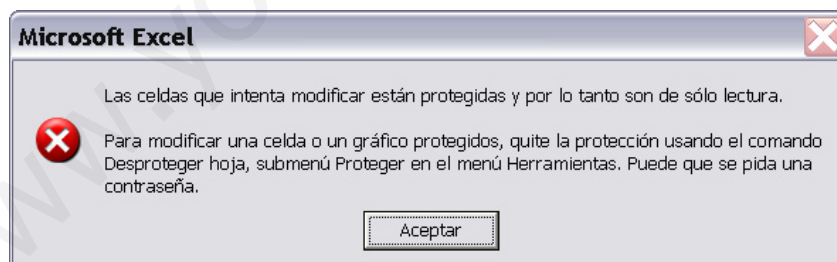 Microsoft Excel
Las celdas que intenta modificar están protegidas y por lo tanto son de sólo lectura.
Para modificar una celda o un gráfico protegidos, quite la protección usando el comando
Desproteger hoja, submenú Proteger en el menú Herramientas. Puede que se pida una
contraseña.
Aceptar